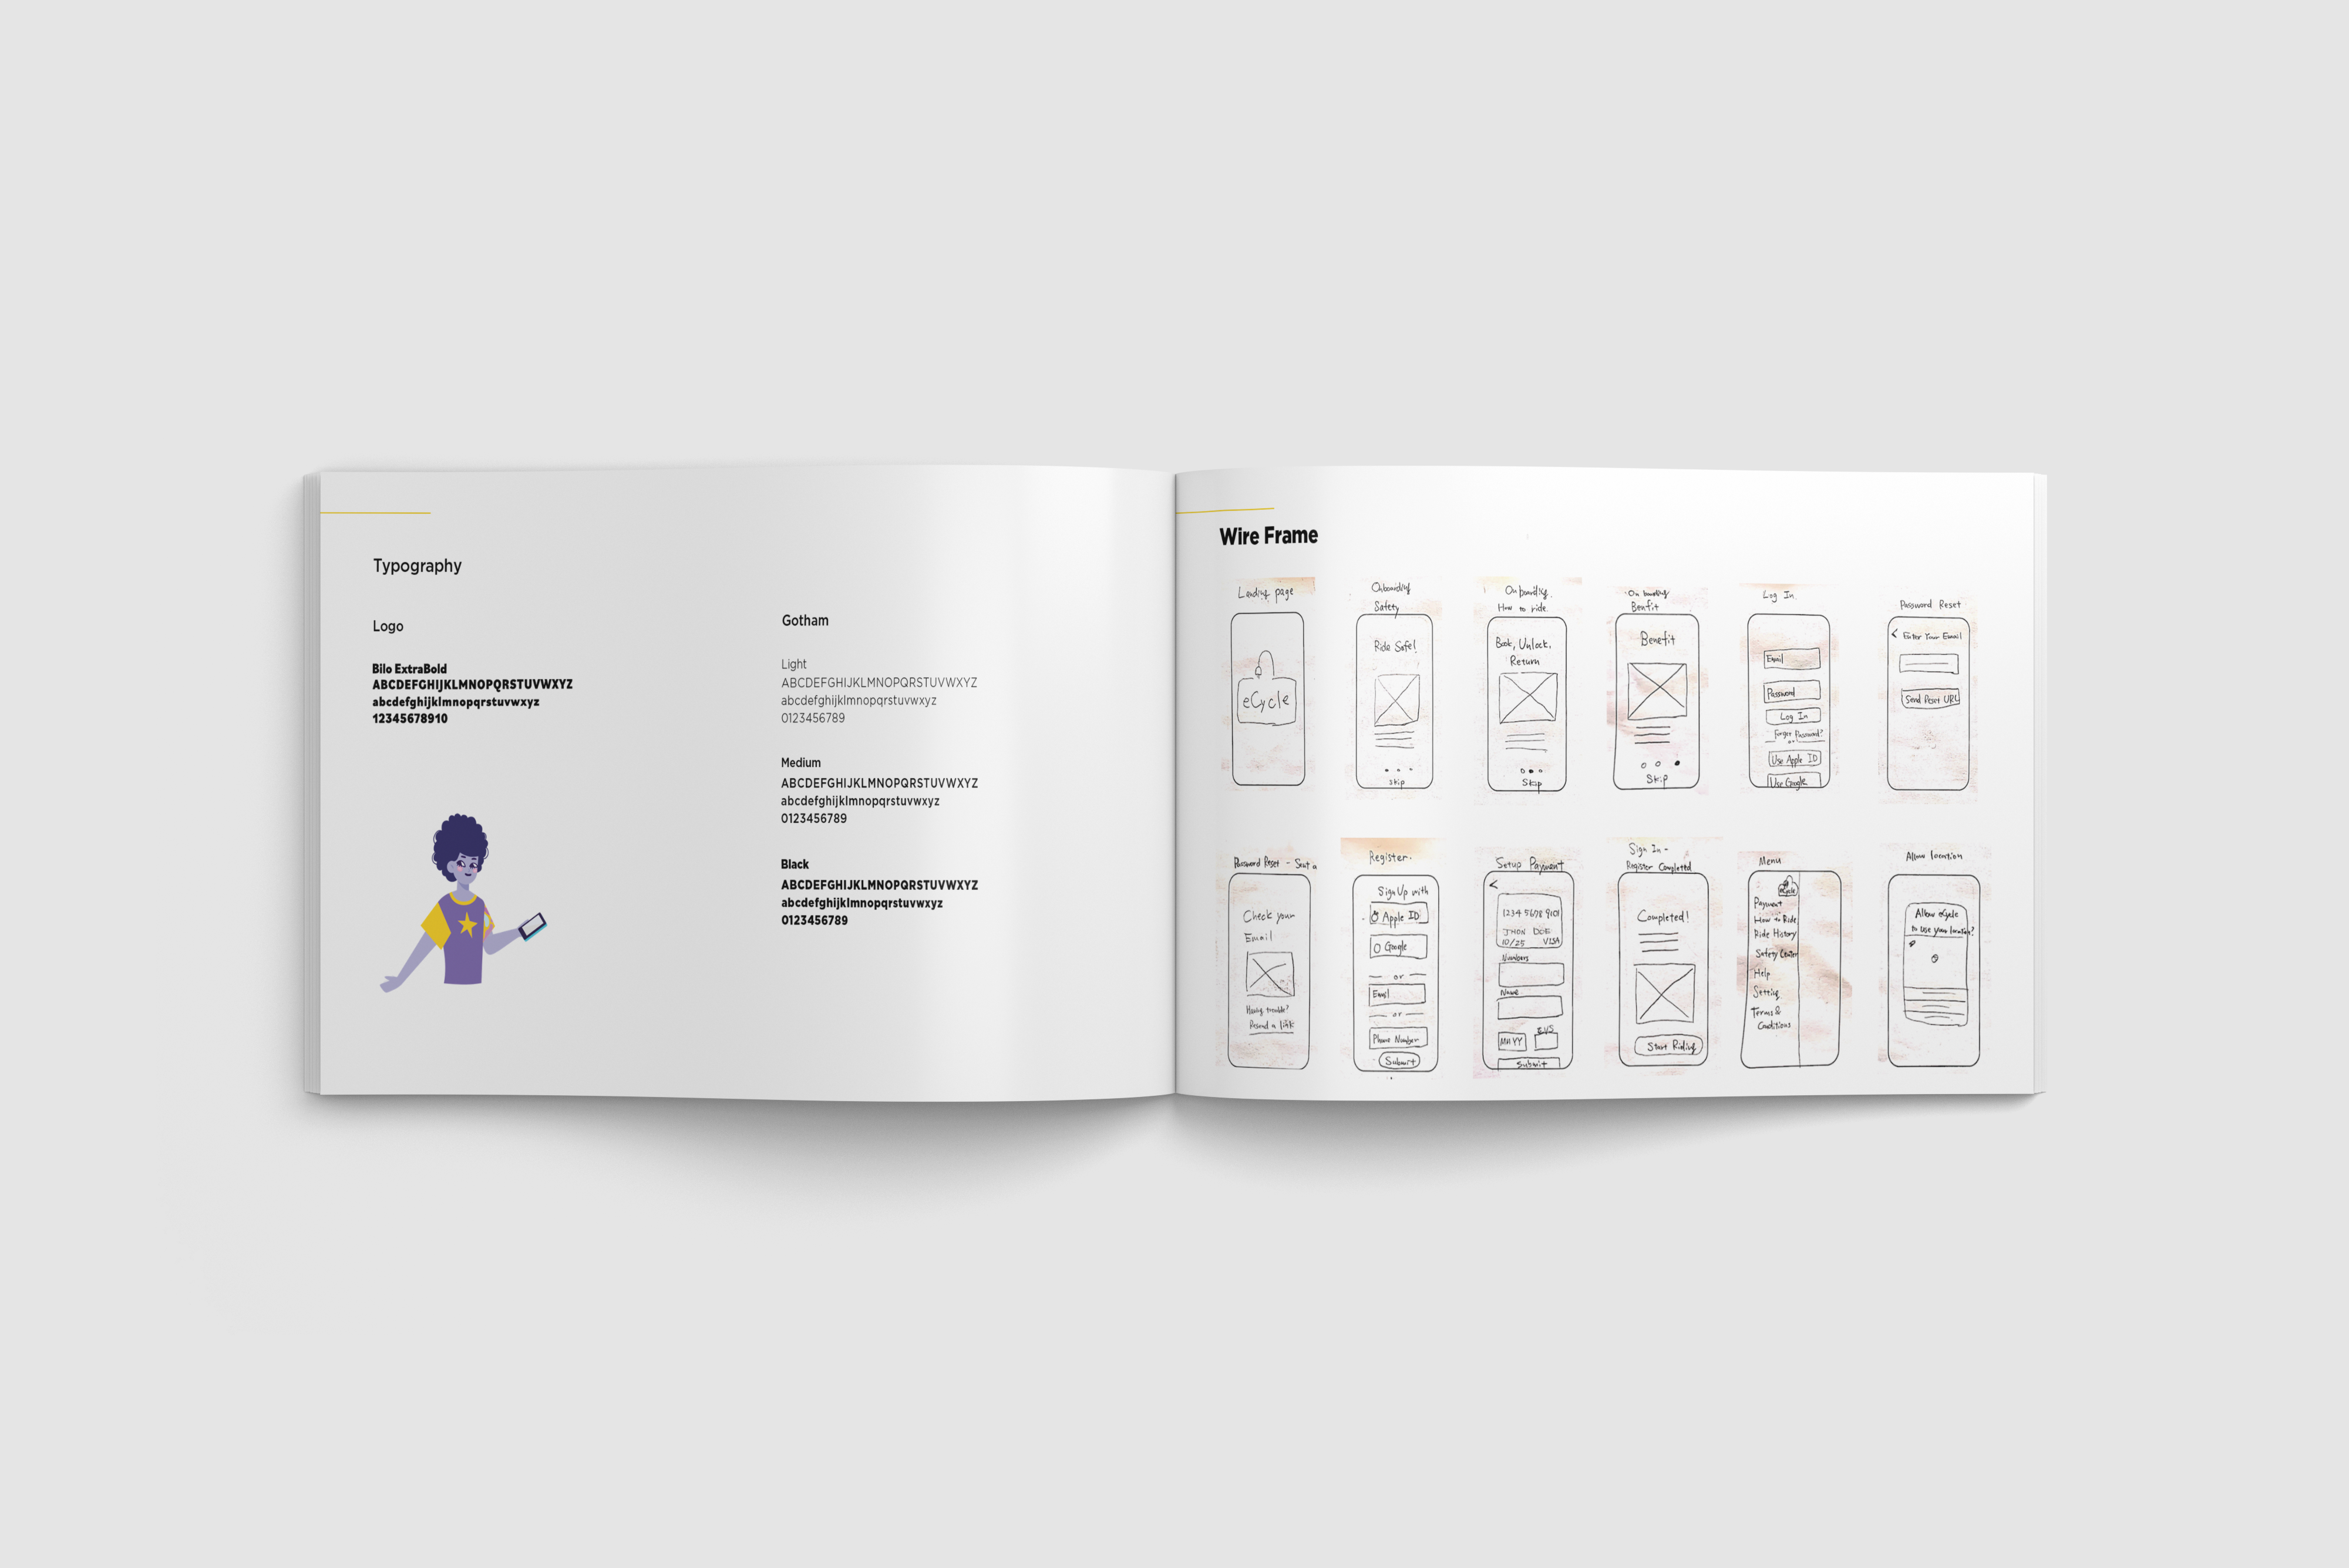 Typography
Logo
Bilo ExtraBold
ABCDEFGHIJKLMNOPQRSTUVWXYZ
abcdefghijklmnopqrstuvwxyz
12345678910
Gotham
Light
ABCDEFGHIJKLMNOPQRSTUVWXYZ
abcdefghijklmnopqrstuvwxyz
0123456789
Medium
ABCDEFGHIJKLMNOPQRSTUVWXYZ
abcdefghijklmnopqrstuvwxyz
0123456789
Black
ABCDEFGHIJKLMNOPQRSTUVWXYZ
abcdefghijklmnopqrstuvwxyz
0123456789
Wire Frame
Landing page
eCycle
Onboarding
Safety
Ride Safe!
skip
Onboarding.
How to ride.
Book, Unlock,
Return
Skip
Onboarding
Benfit
Benefit
Skip
Log In.
Email
Password
Log In
Forget Password?
or
Use Apple ID
Use Google
Password Reset
< Enter Your Email
Send Reset URL
Password Reset - Sent a
Check your
Email
Having trouble?
Resend a link
Register.
Sign Up with
Apple ID
Google
or
Email
or
Phone Number
Submit
Setup Payment
<
1234 5678 9101
JHON DOE
10/25 VISA
Numbers
Name
MM YY
Submit
Sign In -
Register Completed
Completed!
Start Riding
Menu
eCycle
Payment
How to Ride
Ride History
Safety Center
Help
Setting
Terms &
Conditions
Allow location
Allow eCycle
to use your location?